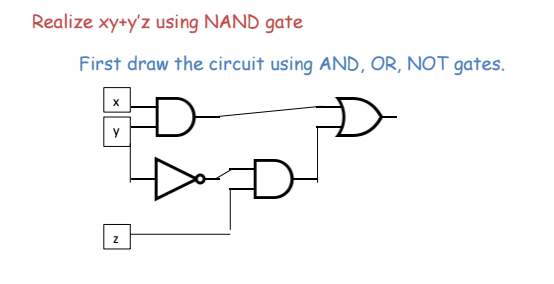 Realize xy+y'z using NAND gate
First draw the circuit using AND, OR, NOT gates.
x
y
z